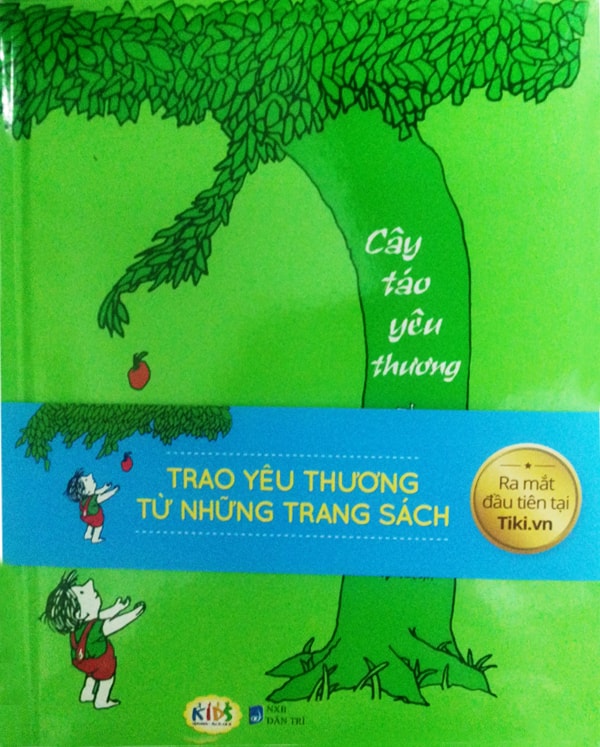 Cây
táo
yêu
thương
TRAO YÊU THƯƠNG
TỪ NHỮNG TRANG SÁCH
Ra mắt
đầu tiên tại
Tiki.vn
KIDS
NXB
DÂN TRÍ